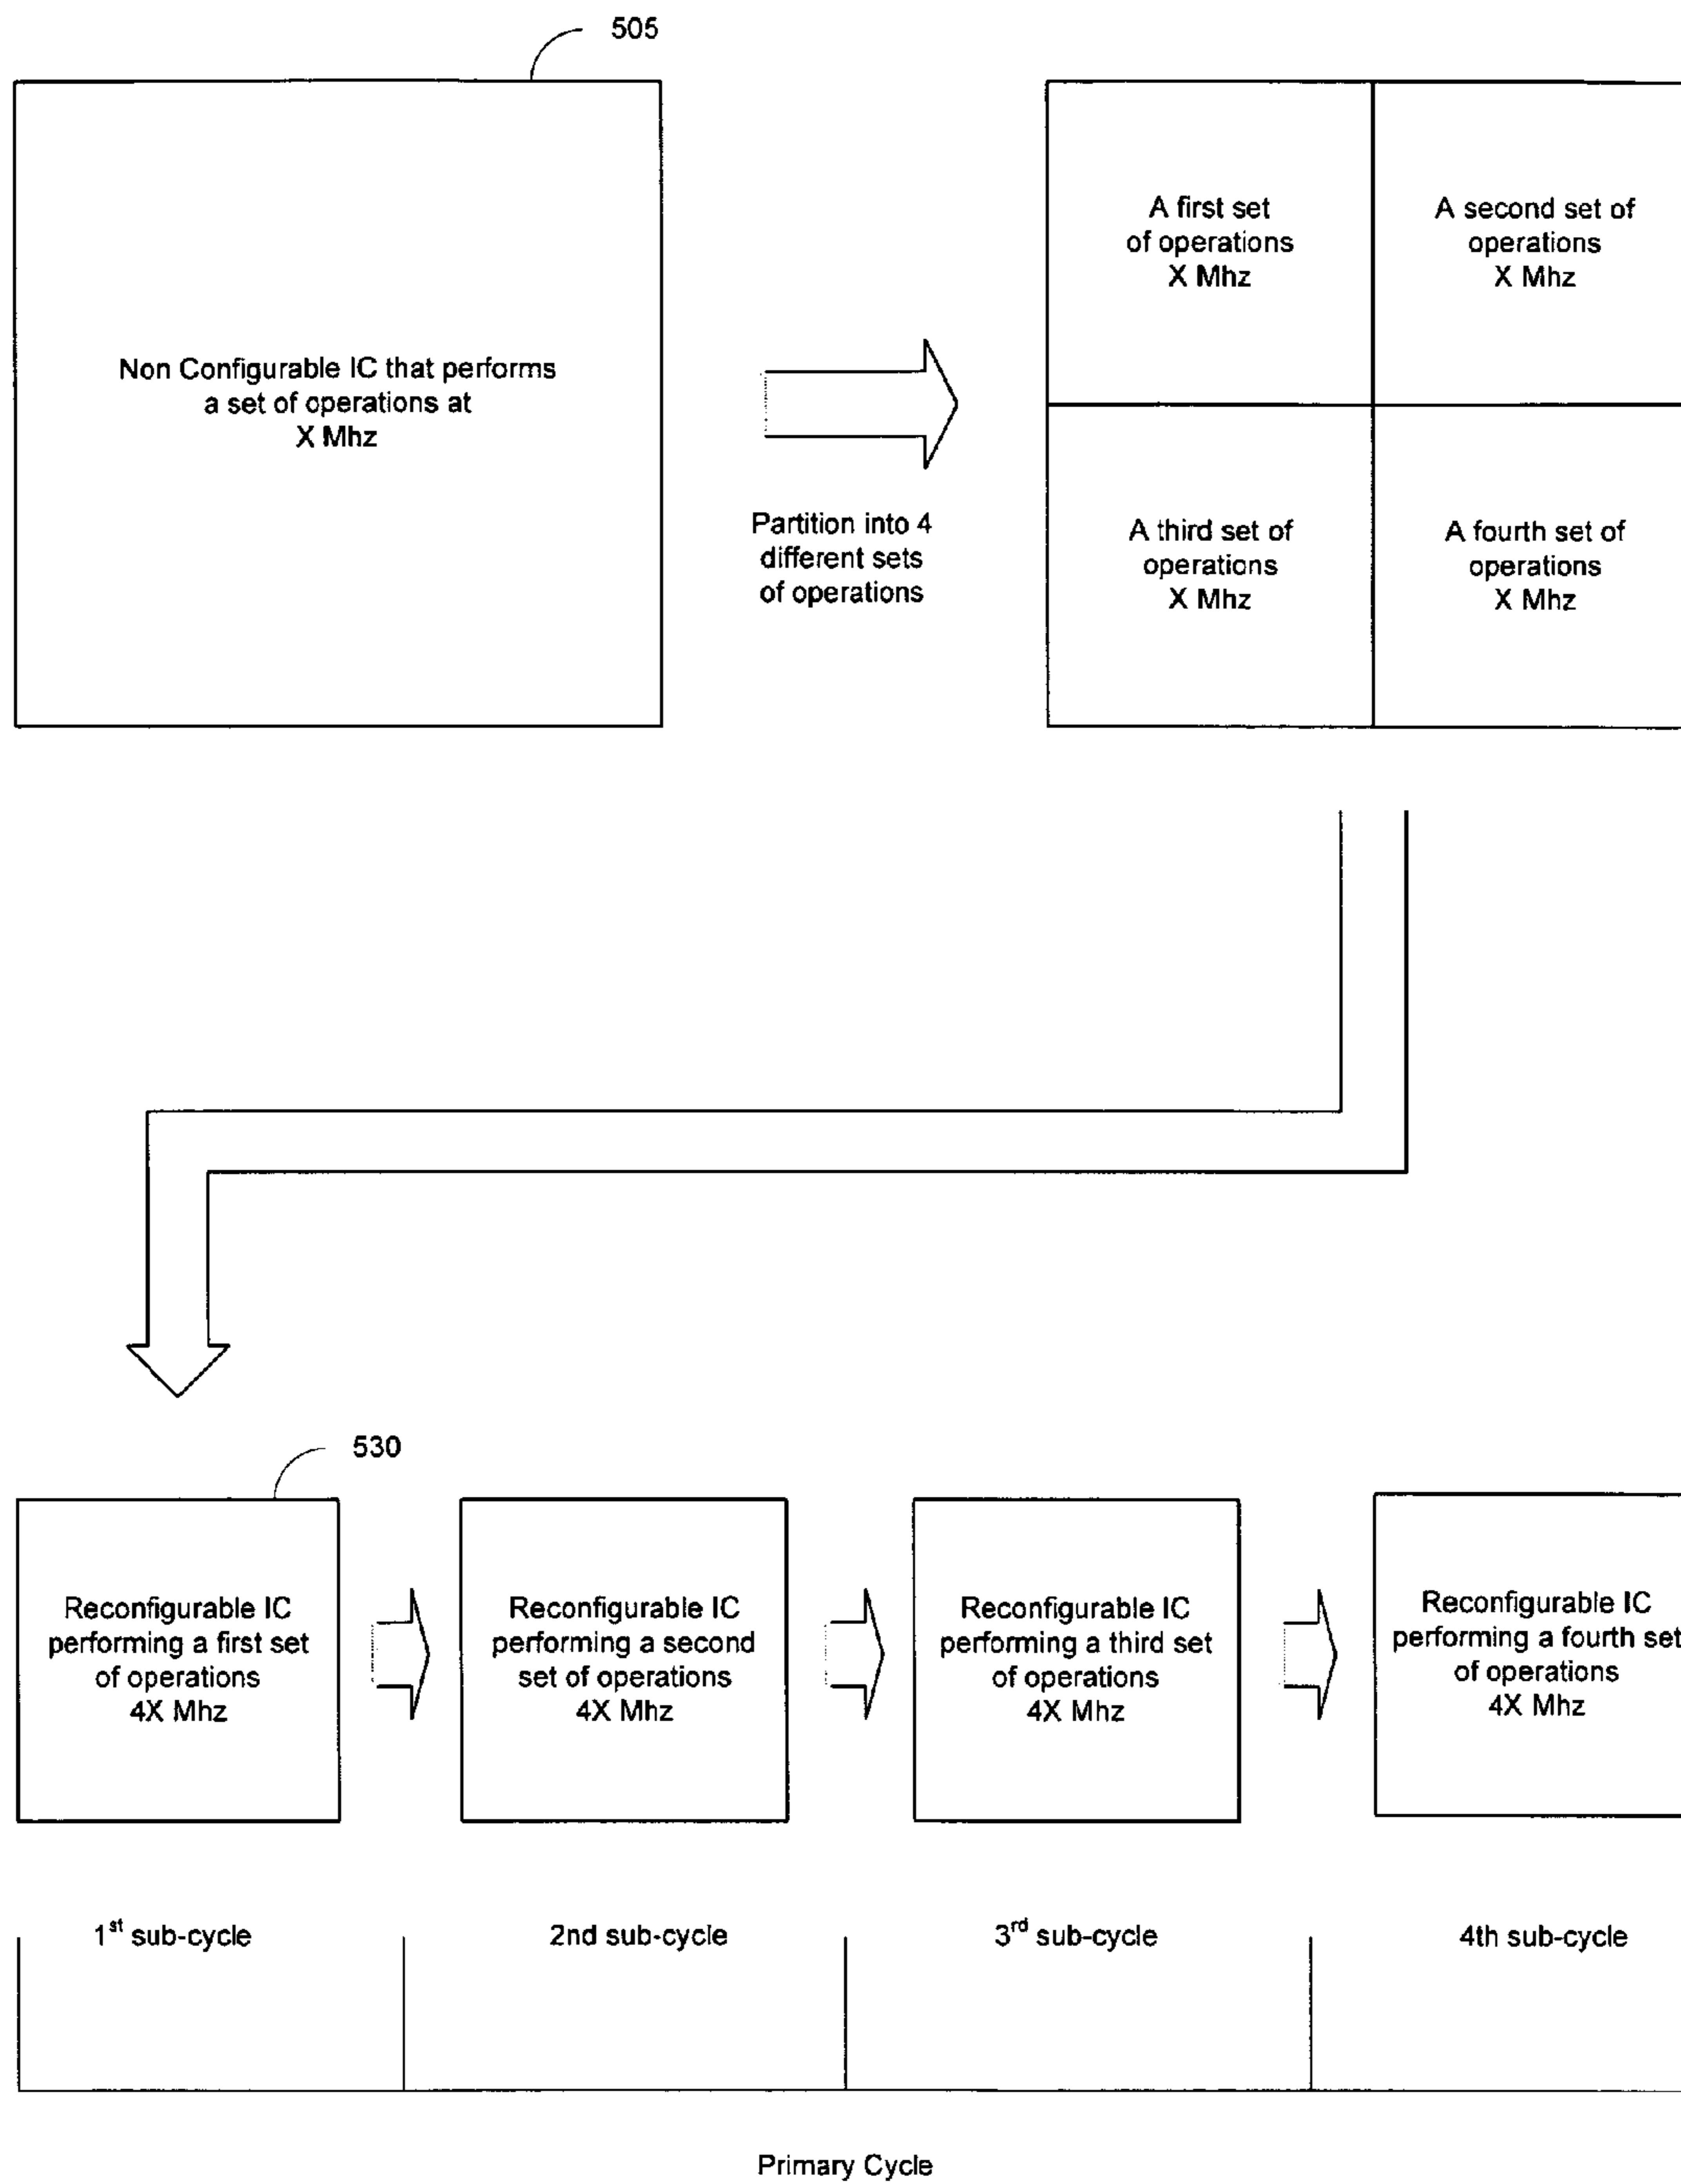 505
Non Configurable IC that performs
a set of operations at
X Mhz
Partition into 4
different sets
of operations
A first set
of operations
X Mhz
A second set of
operations
X Mhz
A third set of
operations
X Mhz
A fourth set of
operations
X Mhz
530
Reconfigurable IC
performing a first set
of operations
4X Mhz
Reconfigurable IC
performing a second
set of operations
4X Mhz
Reconfigurable IC
performing a third set
of operations
4X Mhz
Reconfigurable IC
performing a fourth set
of operations
4X Mhz
1st sub-cycle
2nd sub-cycle
3rd sub-cycle
4th sub-cycle
Primary Cycle